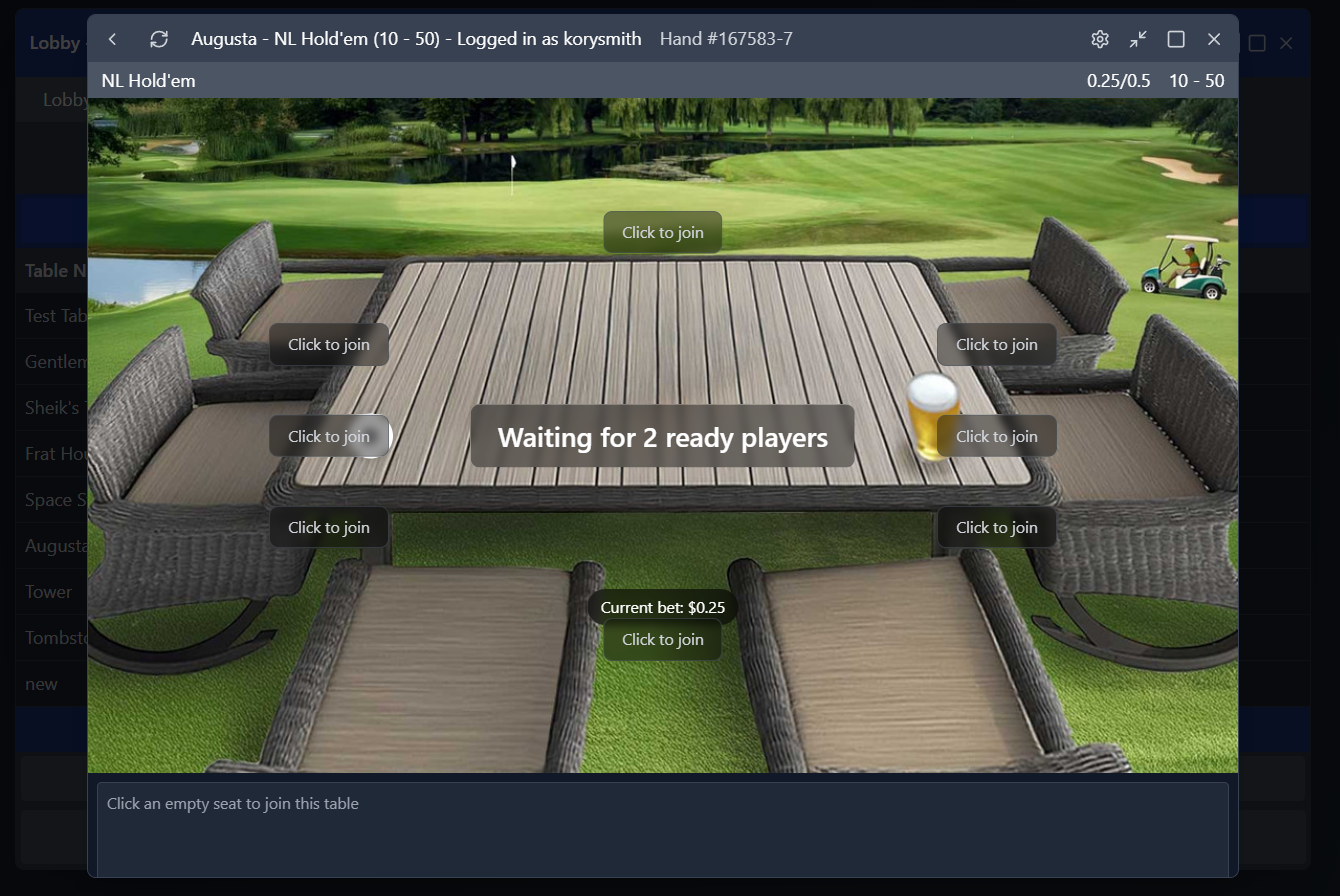 Lobby
Augusta - NL Hold'em (10 - 50) - Logged in as korysmith Hand #167583-7
NL Hold'em 0.25/0.5 10 - 50
Lobby
Click to join
Table N
Test Tab
Click to join Click to join
Gentlem
Sheik's
Click to join Waiting for 2 ready players Click to join
Frat Hou
Space S
Click to join Click to join
Augusta
Tower
Current bet: $0.25
Click to join
Tombsto
new
Click an empty seat to join this table